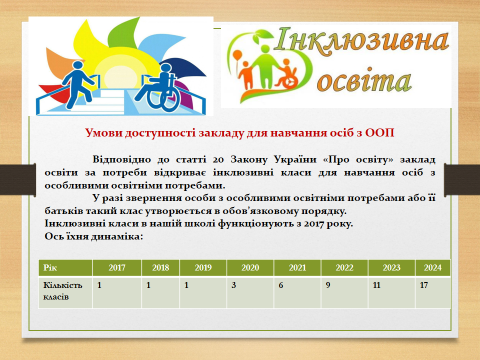 Інклюзивна
освіта
Умови доступності закладу для навчання осіб з ООП
Відповідно до статті 20 Закону України «Про освіту» заклад
освіти за потреби відкриває інклюзивні класи для навчання осіб з
особливими освітніми потребами.
У разі звернення особи з особливими освітніми потребами або її
батьків такий клас утворюється в обов'язковому порядку.
Інклюзивні класи в нашій школі функціонують з 2017 року.
Ось їхня динаміка:
Рік 2017 2018 2019 2020 2021 2022 2023 2024
Кількість 1 1 1 3 6 9 11 17
класів